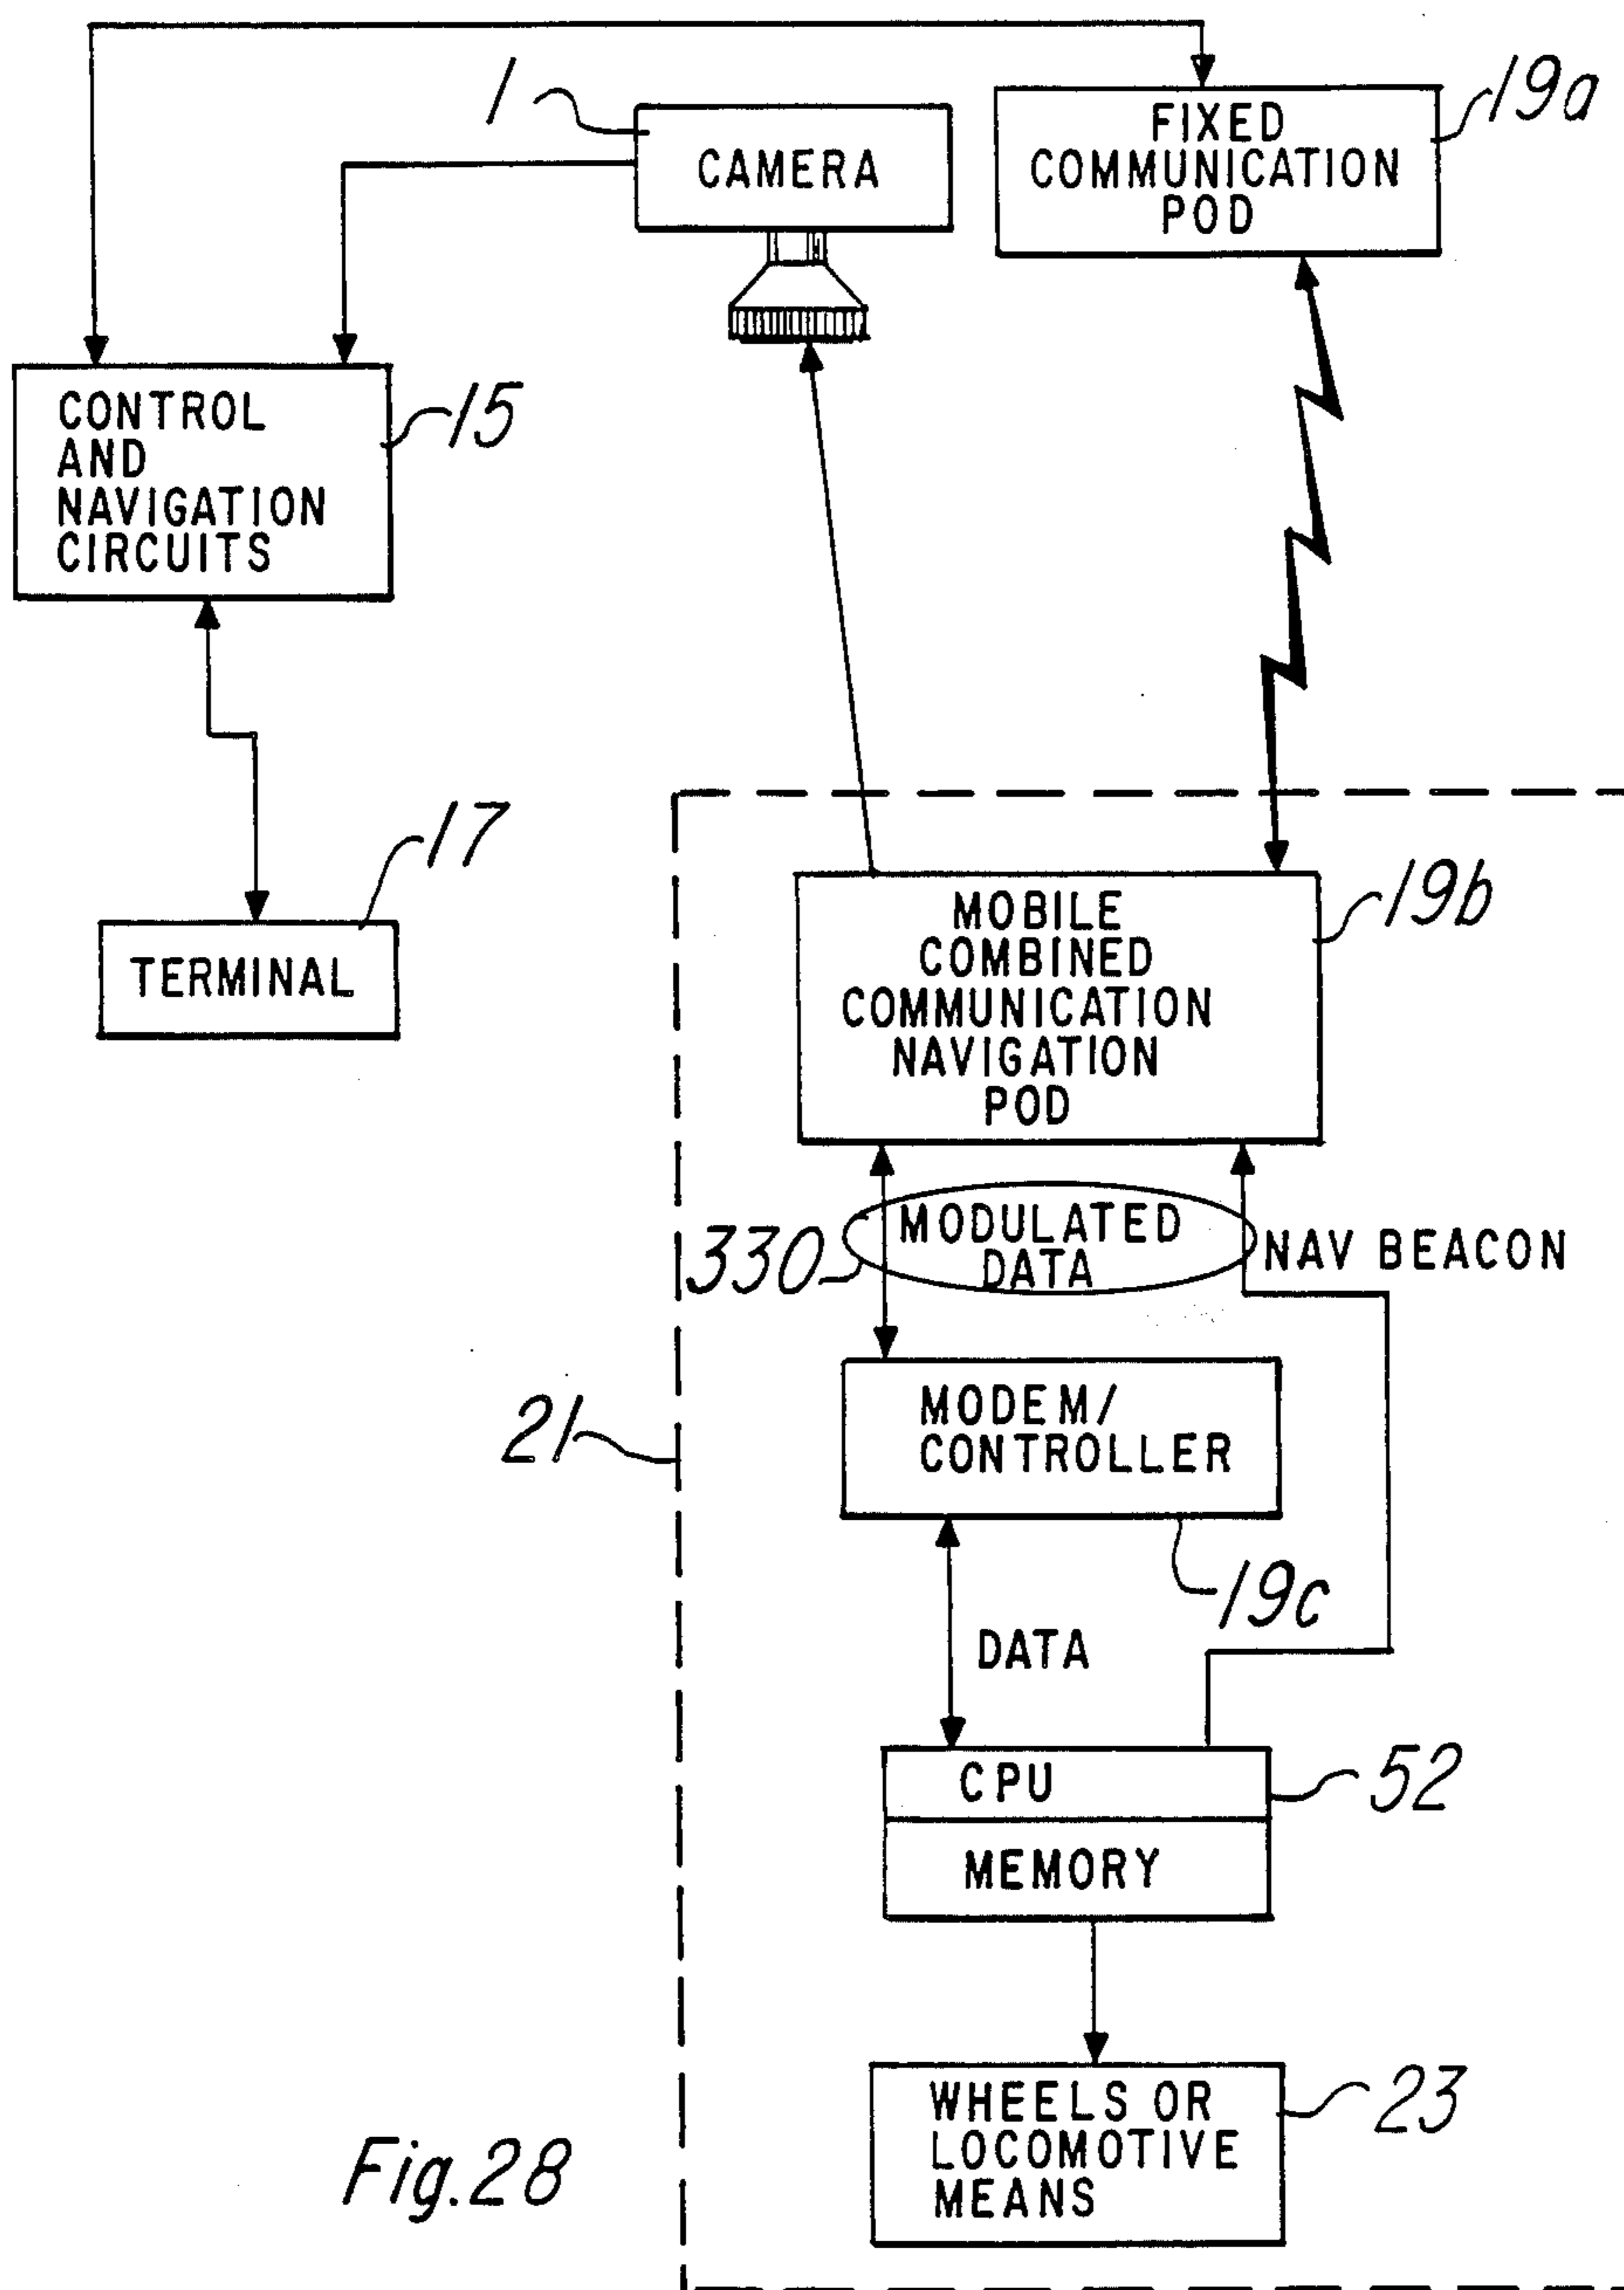 1
CAMERA
FIXED
COMMUNICATION
POD
19a
CONTROL
AND
NAVIGATION
CIRCUITS
15
17
TERMINAL
MOBILE
COMBINED
COMMUNICATION
NAVIGATION
POD
19b
330
MODULATED
DATA
NAV BEACON
MODEM/
CONTROLLER
21
19c
DATA
CPU
52
MEMORY
WHEELS OR
LOCOMOTIVE
MEANS
23
Fig.28